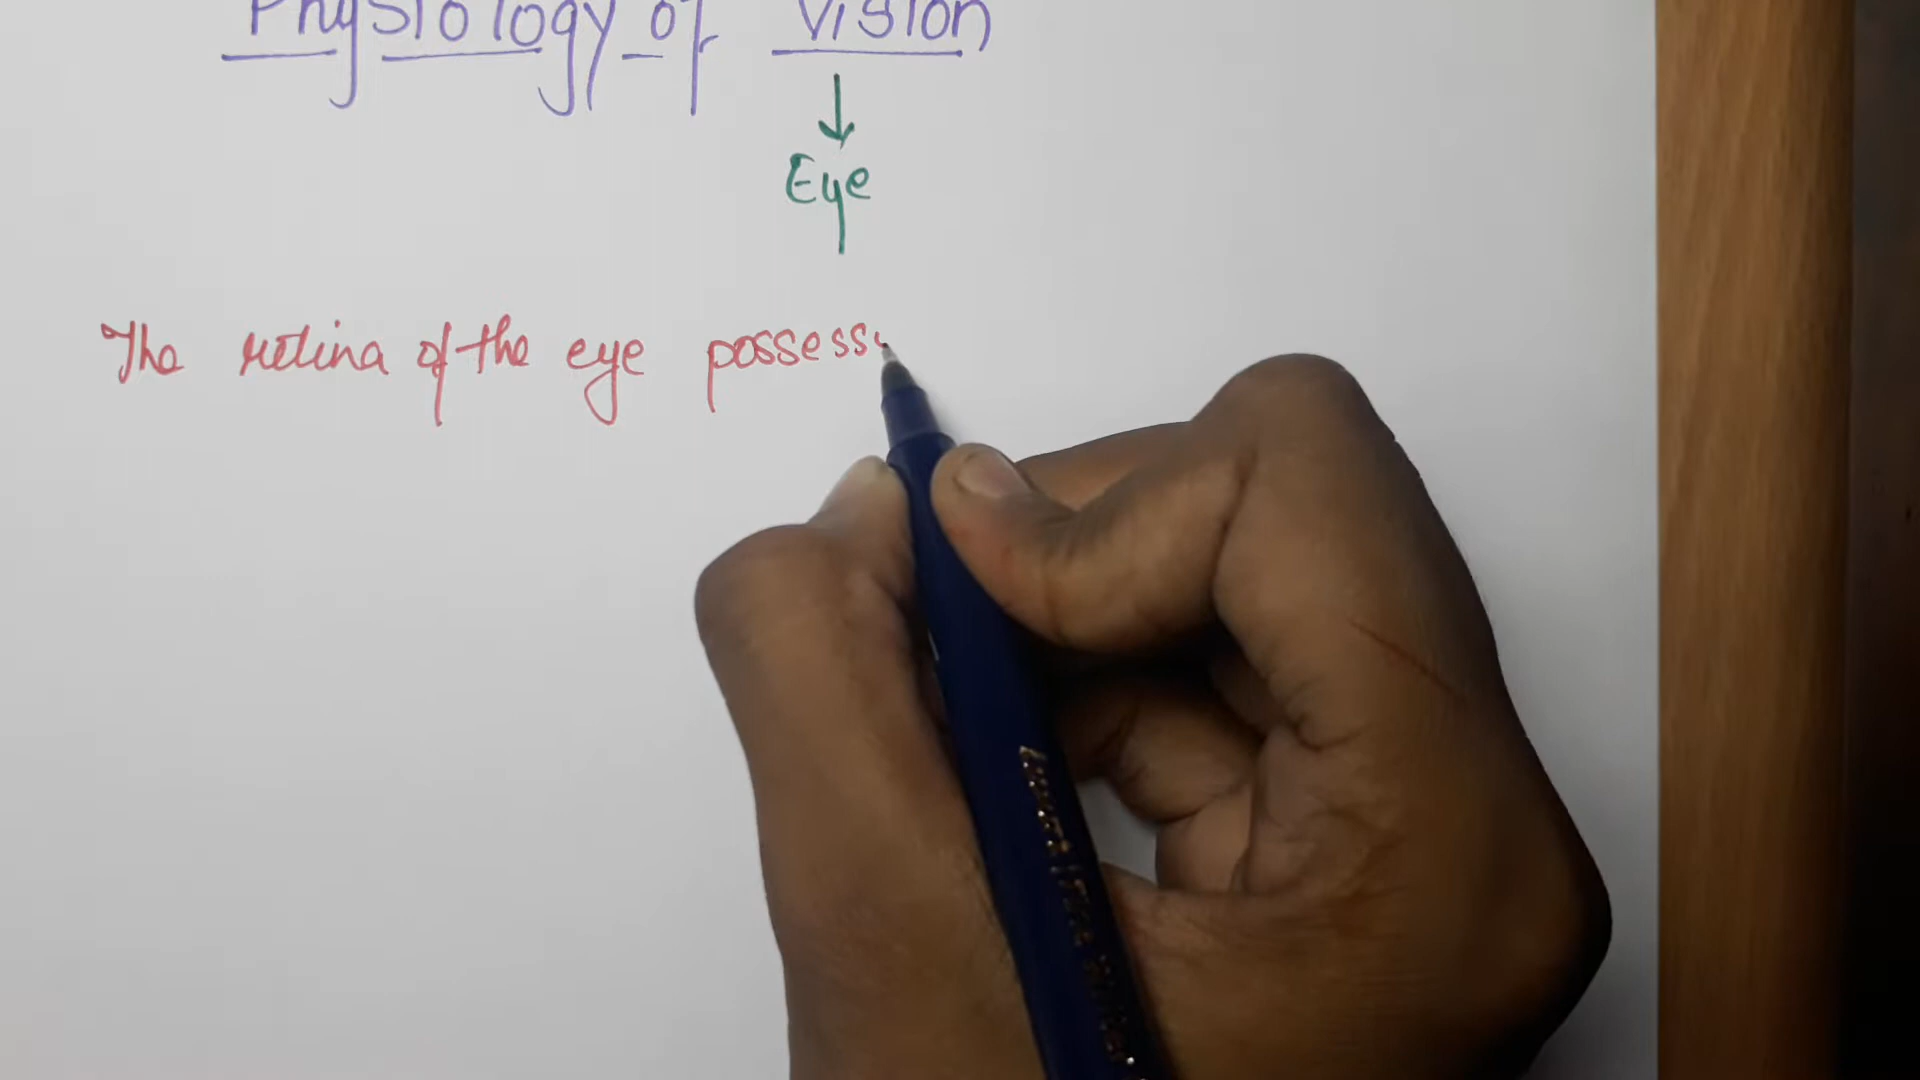 Physiology of Vision
Eye
The retina of the eye possess